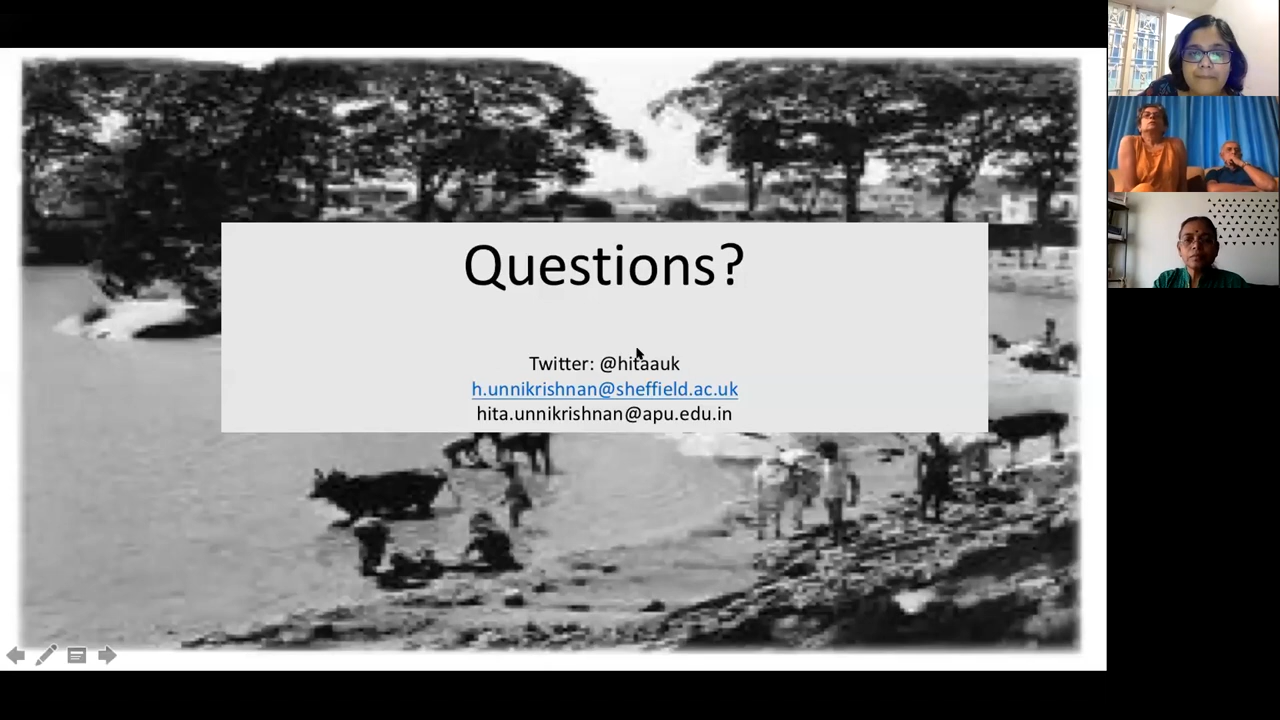 Questions?
Twitter: @hitaauk
h.unnikrishnan@sheffield.ac.uk
hita.unnikrishnan@apu.edu.in